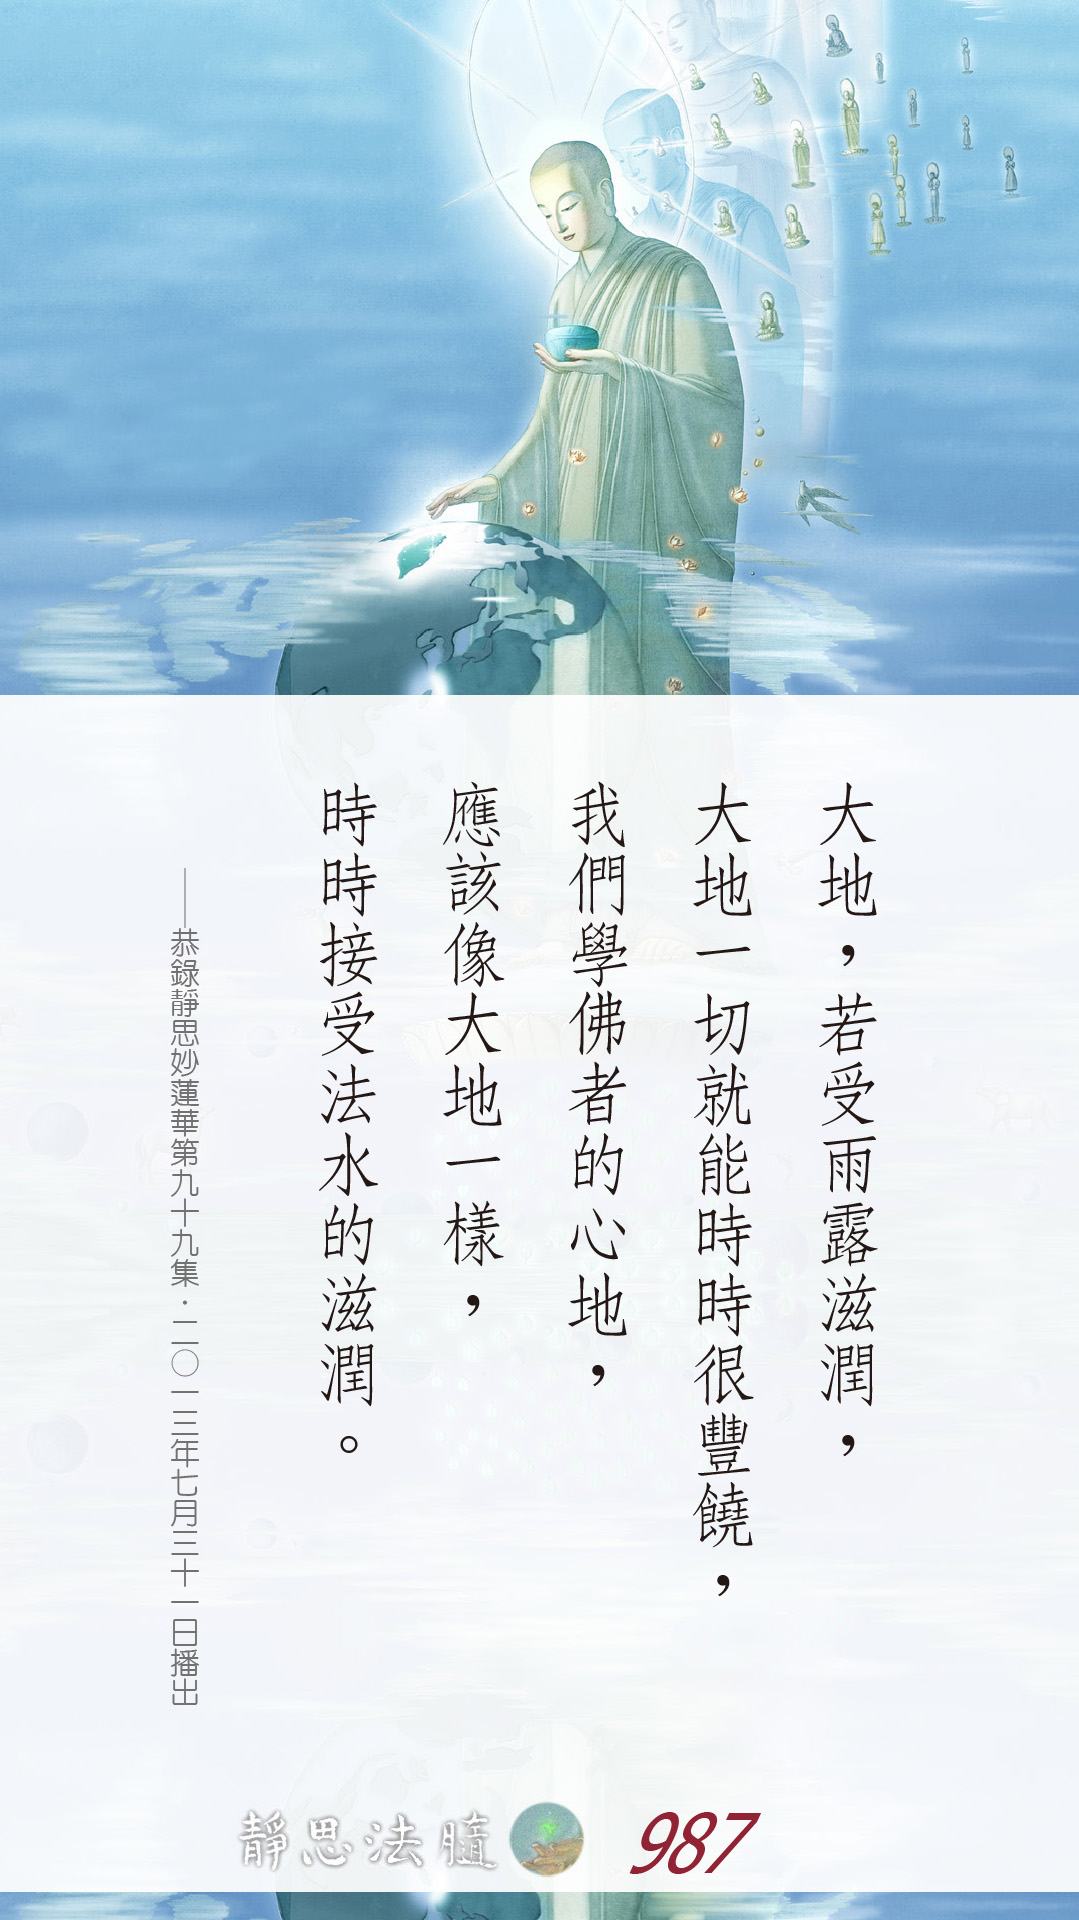 大地，若受雨露滋潤，
大地一切就能時時很豐饒，
我們學佛者的心地，
應該像大地一樣，
時時接受法水的滋潤。
——恭錄靜思妙蓮華第九十九集．二〇一三年七月三十一日播出
靜思法髓
987